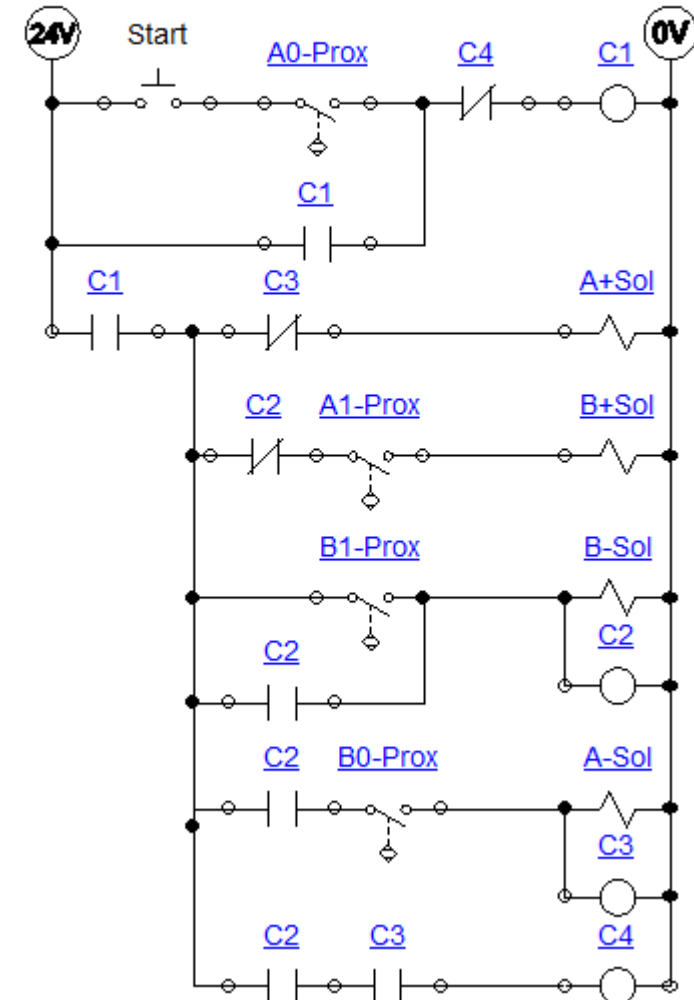 24V Start 0V
A0-Prox C4 C1
C1
C1 C3 A+Sol
C2 A1-Prox B+Sol
B1-Prox B-Sol
C2
C2
C2 B0-Prox A-Sol
C3
C2 C3 C4